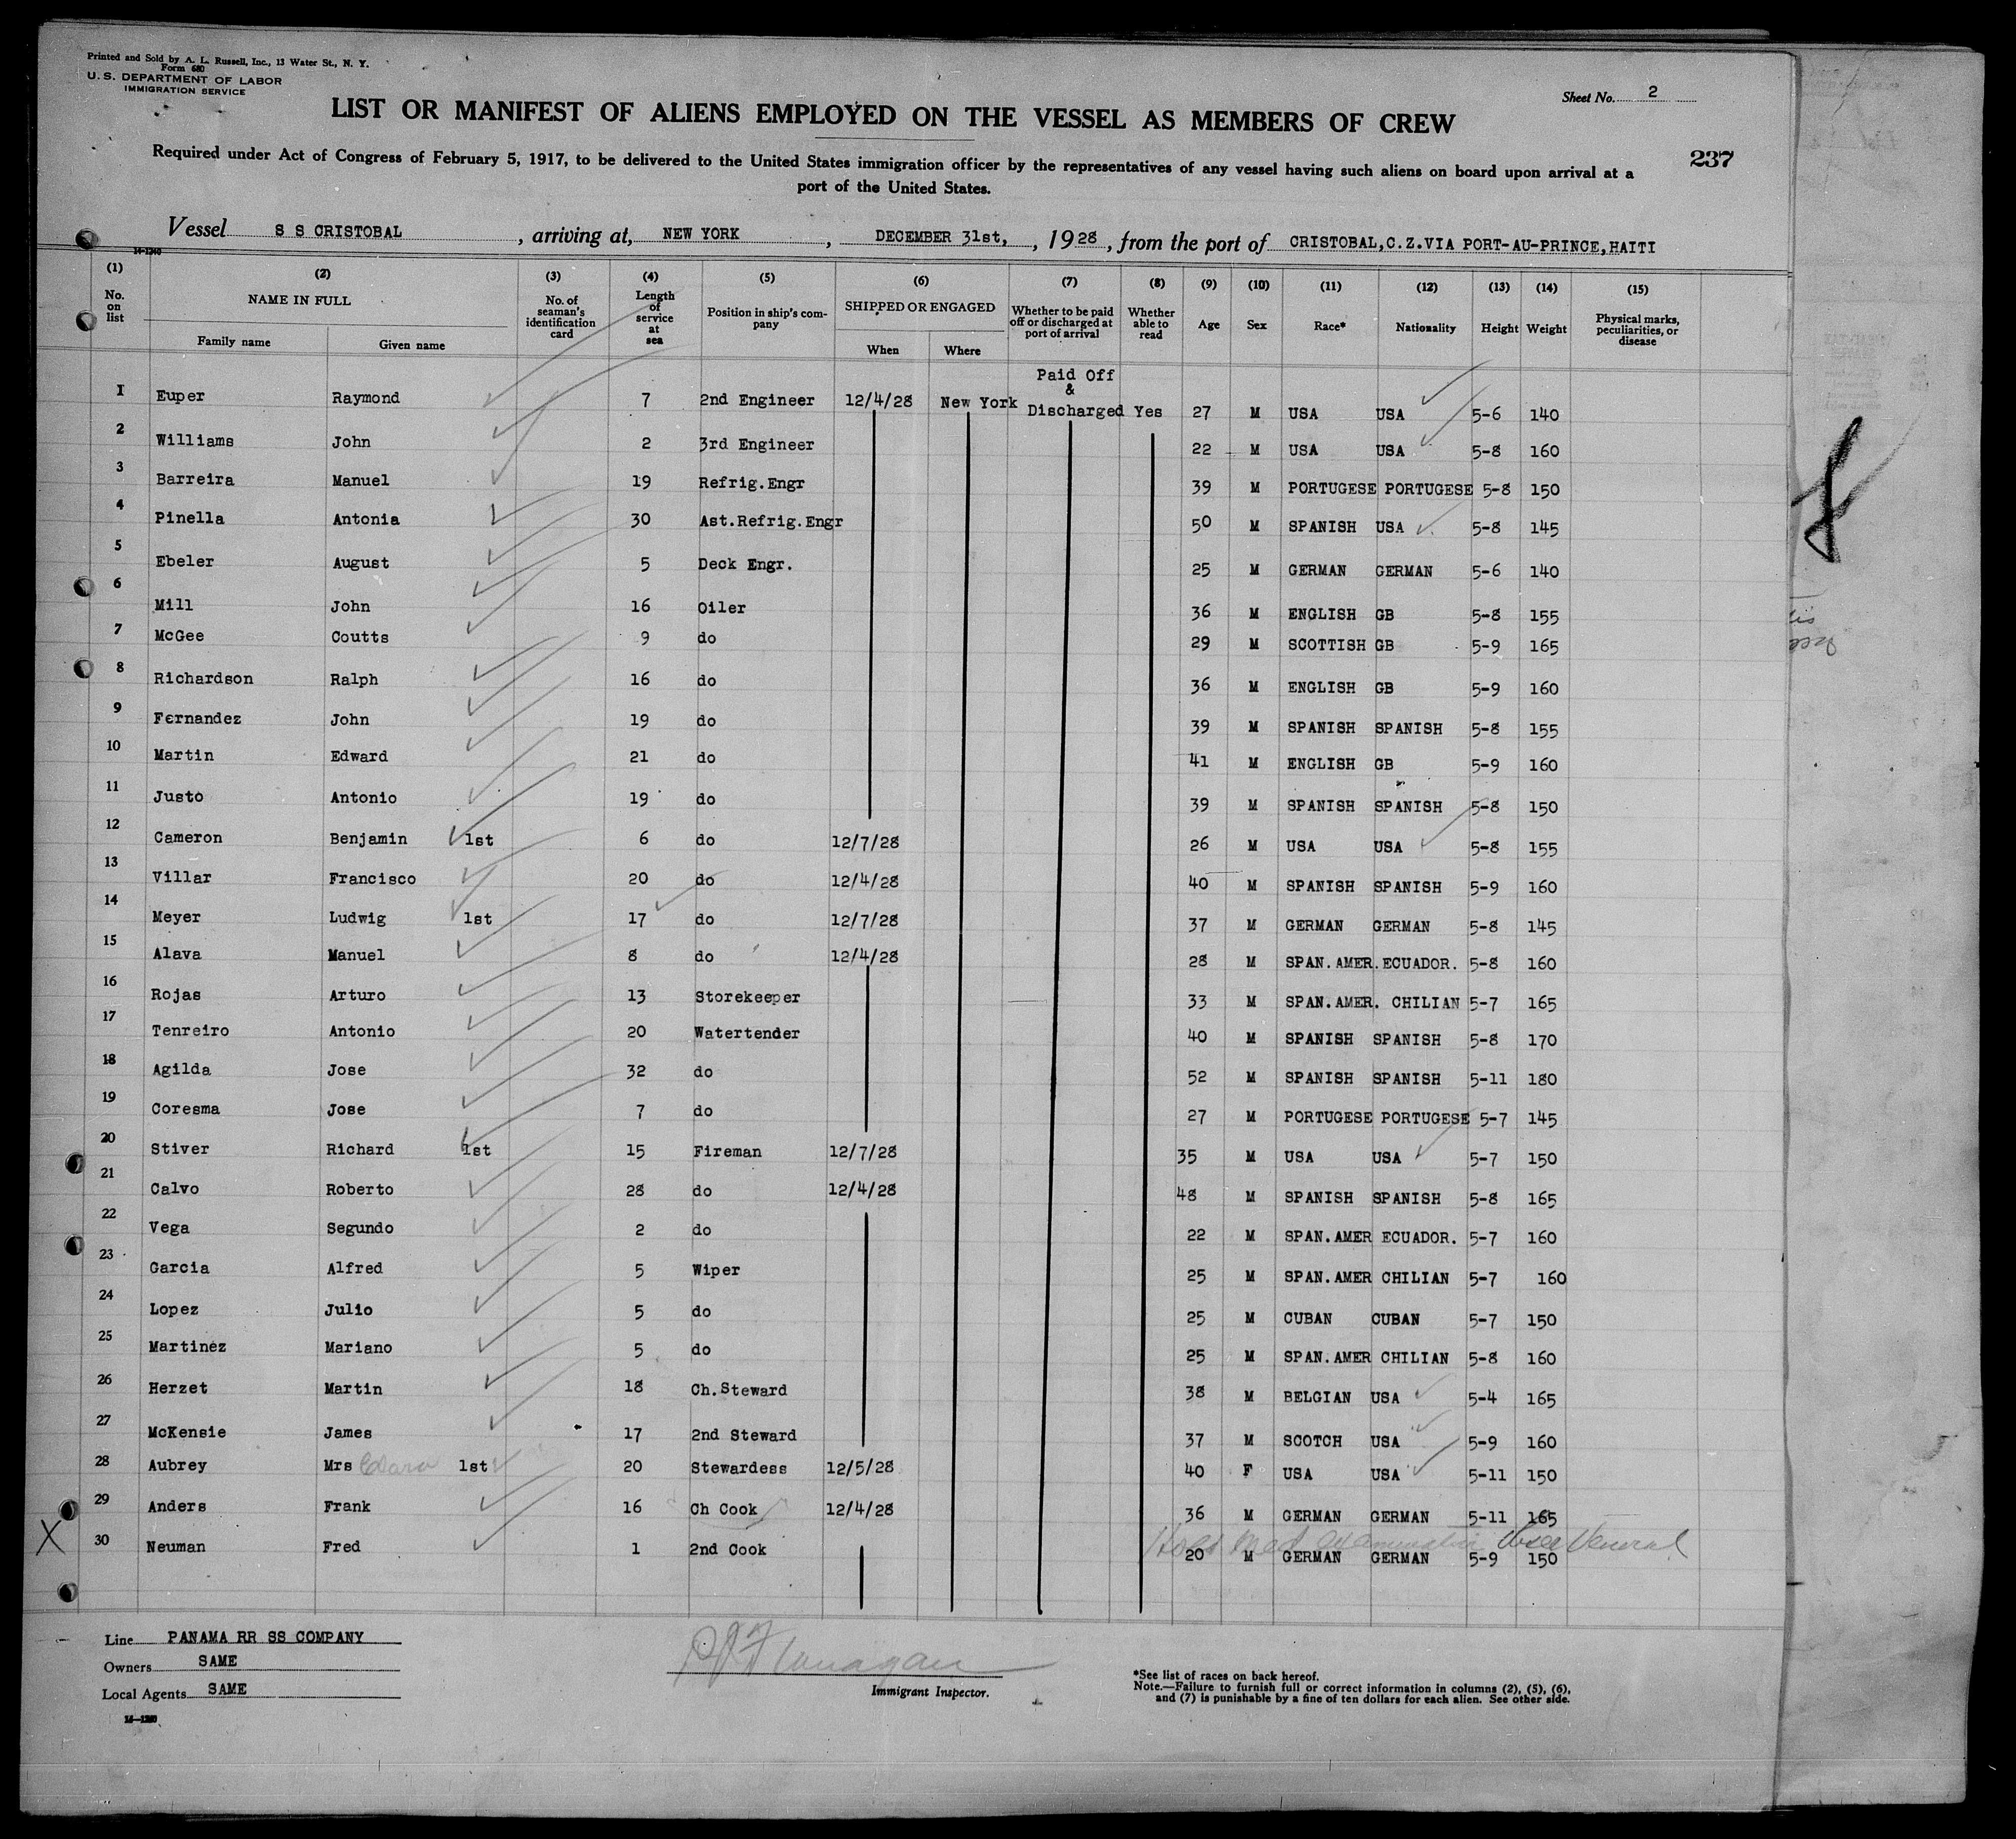 Printed and Sold by A. L. Russell, Inc., 13 Water St., N. Y.
Form 680
U. S. DEPARTMENT OF LABOR
IMMIGRATION SERVICE
Sheet No. 2
LIST OR MANIFEST OF ALIENS EMPLOYED ON THE VESSEL AS MEMBERS OF CREW
237
Required under Act of Congress of February 5, 1917, to be delivered to the United States immigration officer by the representatives of any vessel having such aliens on board upon arrival at a
port of the United States.
Vessel S S CRISTOBAL, arriving at, NEW YORK, DECEMBER 31st,, 1928, from the port of CRISTOBAL,C.Z.VIA PORT-AU-PRINCE,HAITI
14-1240
(1) (2) (3) (4) (5) (6) (7) (8) (9) (10) (11) (12) (13) (14) (15)
No. on list NAME IN FULL No. of seaman's identification card Length of service at sea Position in ship's company SHIPPED OR ENGAGED Whether to be paid off or discharged at port of arrival Whether able to read Age Sex Race* Nationality Height Weight Physical marks, peculiarities, or disease
Family name Given name When Where
Paid Off
&
1 Euper Raymond 7 2nd Engineer 12/4/28 New York Discharged Yes 27 M USA USA 5-6 140
2 Williams John 2 3rd Engineer 22 M USA USA 5-8 160
3 Barreira Manuel 19 Refrig.Engr 39 M PORTUGESE PORTUGESE 5-8 150
4 Pinella Antonia 30 Ast.Refrig.Engr 50 M SPANISH USA 5-8 145
5 Ebeler August 5 Deck Engr. 25 M GERMAN GERMAN 5-6 140
6 Mill John 16 Oiler 36 M ENGLISH GB 5-8 155
7 McGee Coutts 9 do 29 M SCOTTISH GB 5-9 165
8 Richardson Ralph 16 do 36 M ENGLISH GB 5-9 160
9 Fernandez John 19 do 39 M SPANISH SPANISH 5-8 155
10 Martin Edward 21 do 41 M ENGLISH GB 5-9 160
11 Justo Antonio 19 do 39 M SPANISH SPANISH 5-8 150
12 Cameron Benjamin 1st 6 do 12/7/28 26 M USA USA 5-8 155
13 Villar Francisco 20 do 12/4/28 40 M SPANISH SPANISH 5-9 160
14 Meyer Ludwig 1st 17 do 12/7/28 37 M GERMAN GERMAN 5-8 145
15 Alava Manuel 8 do 12/4/28 28 M SPAN.AMER.ECUADOR. 5-8 160
16 Rojas Arturo 13 Storekeeper 33 M SPAN.AMER. CHILIAN 5-7 165
17 Tenreiro Antonio 20 Watertender 40 M SPANISH SPANISH 5-8 170
18 Agilda Jose 32 do 52 M SPANISH SPANISH 5-11 180
19 Coresma Jose 7 do 27 M PORTUGESE PORTUGESE 5-7 145
20 Stiver Richard 1st 15 Fireman 12/7/28 35 M USA USA 5-7 150
21 Calvo Roberto 28 do 12/4/28 48 M SPANISH SPANISH 5-8 165
22 Vega Segundo 2 do 22 M SPAN.AMER ECUADOR. 5-7 160
23 Garcia Alfred 5 Wiper 25 M SPAN.AMER CHILIAN 5-7 160
24 Lopez Julio 5 do 25 M CUBAN CUBAN 5-7 150
25 Martinez Mariano 5 do 25 M SPAN.AMER CHILIAN 5-8 160
26 Herzet Martin 18 Ch.Steward 38 M BELGIAN USA 5-4 165
27 McKensie James 17 2nd Steward 37 M SCOTCH USA 5-9 160
28 Aubrey Mrs Clara 1st 20 Stewardess 12/5/28 40 F USA USA 5-11 150
29 Anders Frank 16 Ch Cook 12/4/28 36 M GERMAN GERMAN 5-11 165
X 30 Neuman Fred 1 2nd Cook 20 M GERMAN GERMAN 5-9 150
Line PANAMA RR SS COMPANY
Owners SAME
Local Agents SAME
Flanagan
Immigrant Inspector.
*See list of races on back hereof.
Note.—Failure to furnish full or correct information in columns (2), (5), (6),
and (7) is punishable by a fine of ten dollars for each alien. See other side.